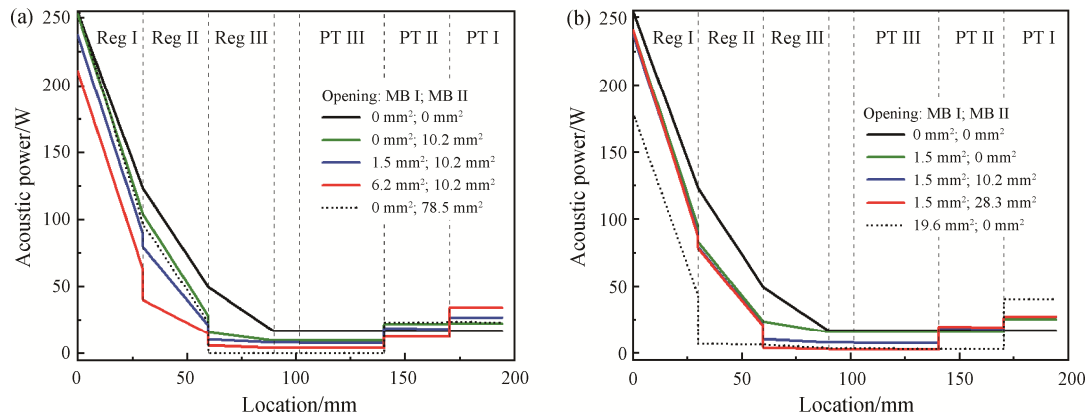 (a)
250
200
150
100
50
0
Acoustic power/W
Reg I Reg II Reg III PT III PT II PT I
Opening: MB I; MB II
0 mm²; 0 mm²
0 mm²; 10.2 mm²
1.5 mm²; 10.2 mm²
6.2 mm²; 10.2 mm²
0 mm²; 78.5 mm²
0 50 100 150 200
Location/mm
(b)
250
200
150
100
50
0
Acoustic power/W
Reg I Reg II Reg III PT III PT II PT I
Opening: MB I; MB II
0 mm²; 0 mm²
1.5 mm²; 0 mm²
1.5 mm²; 10.2 mm²
1.5 mm²; 28.3 mm²
19.6 mm²; 0 mm²
0 50 100 150 200
Location/mm